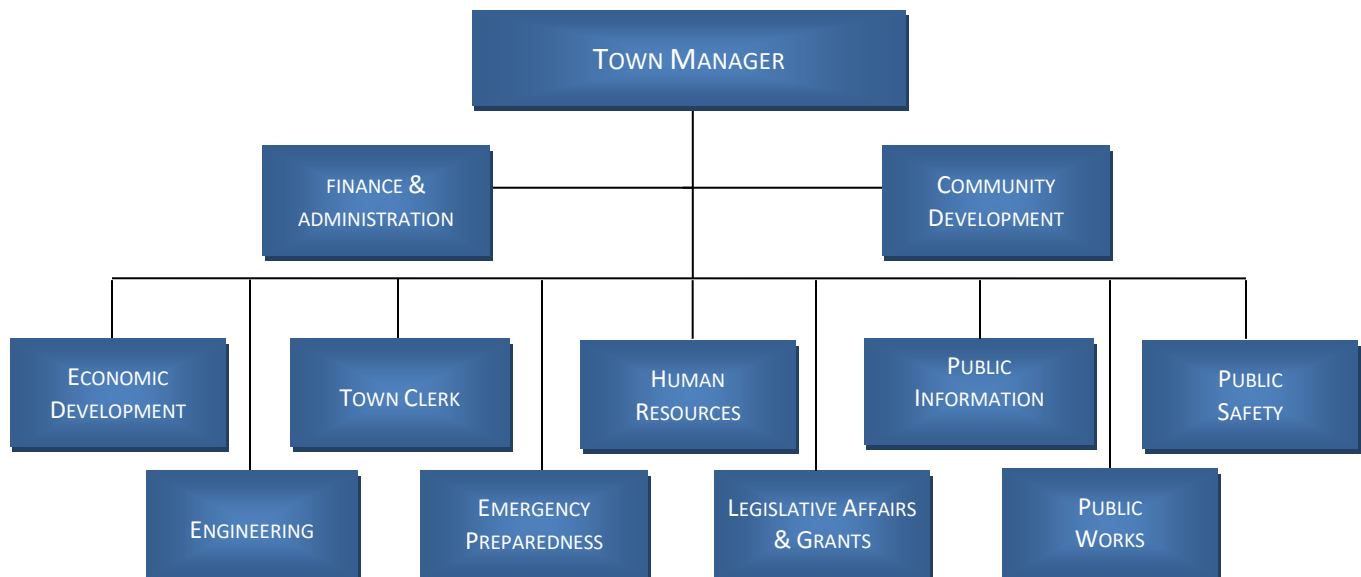 TOWN MANAGER
FINANCE &
ADMINISTRATION
COMMUNITY
DEVELOPMENT
ECONOMIC
DEVELOPMENT
TOWN CLERK
HUMAN
RESOURCES
PUBLIC
INFORMATION
PUBLIC
SAFETY
ENGINEERING
EMERGENCY
PREPAREDNESS
LEGISLATIVE AFFAIRS
& GRANTS
PUBLIC
WORKS